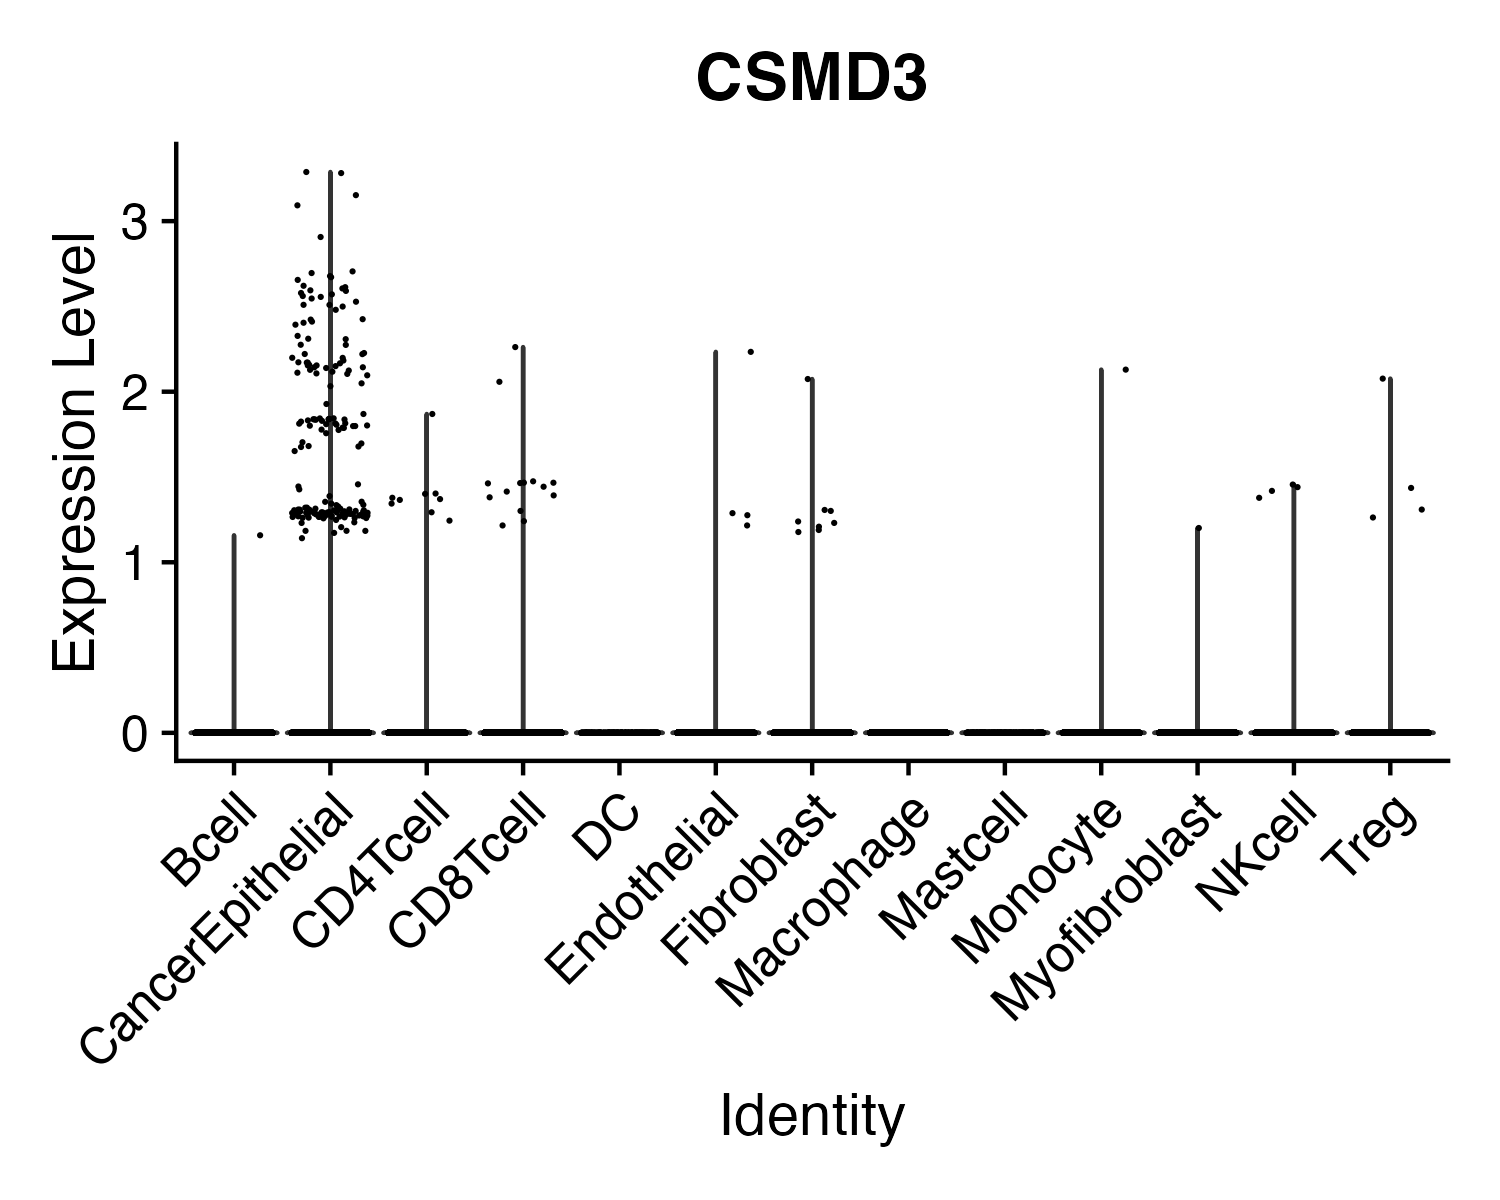 CSMD3
Expression Level
3
2
1
0
Bcell
CancerEpithelial
CD4Tcell
CD8Tcell
DC
Endothelial
Fibroblast
Macrophage
Mastcell
Monocyte
Myofibroblast
NKcell
Treg
Identity